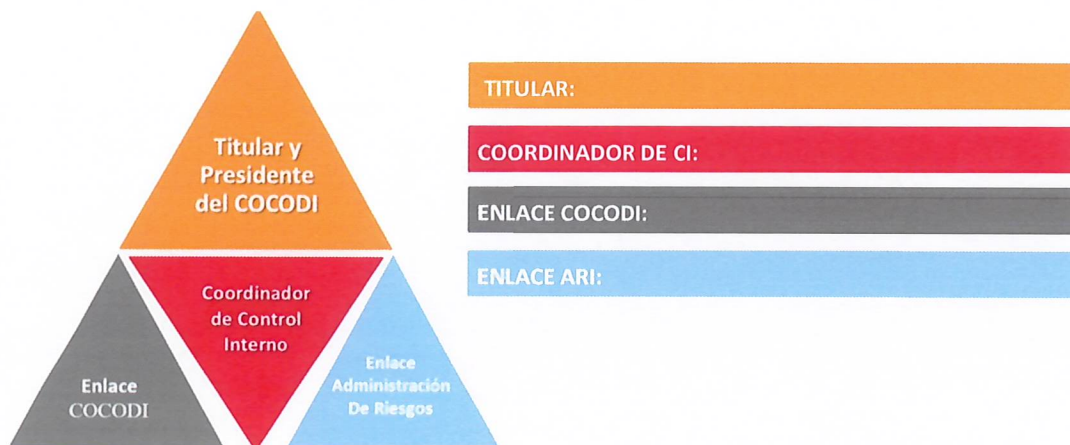 Titular y
Presidente
del COCODI
Coordinador
de Control
Interno
Enlace
COCODI
Enlace
Administración
De Riesgos
TITULAR:
COORDINADOR DE CI:
ENLACE COCODI:
ENLACE ARI: